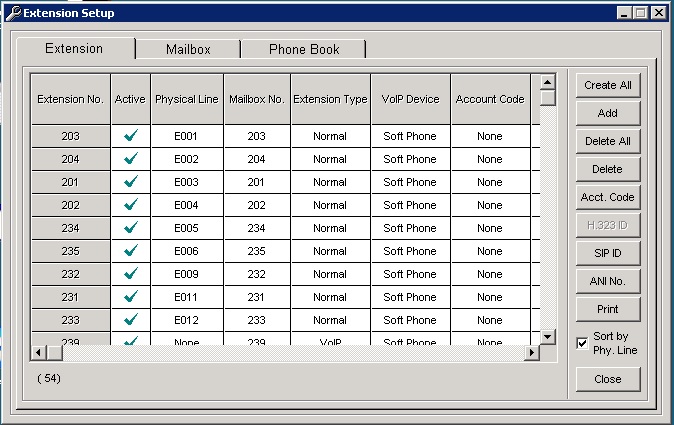 Extension Setup
Extension Mailbox Phone Book
Extension No. Active Physical Line Mailbox No. Extension Type VoIP Device Account Code
203 E001 203 Normal Soft Phone None
204 E002 204 Normal Soft Phone None
201 E003 201 Normal Soft Phone None
202 E004 202 Normal Soft Phone None
234 E005 234 Normal Soft Phone None
235 E006 235 Normal Soft Phone None
232 E009 232 Normal Soft Phone None
231 E011 231 Normal Soft Phone None
233 E012 233 Normal Soft Phone None
239 None 239 VoIP Soft Phone None
( 54)
Create All
Add
Delete All
Delete
Acct. Code
H.323 ID
SIP ID
ANI No.
Print
Sort by
Phy. Line
Close